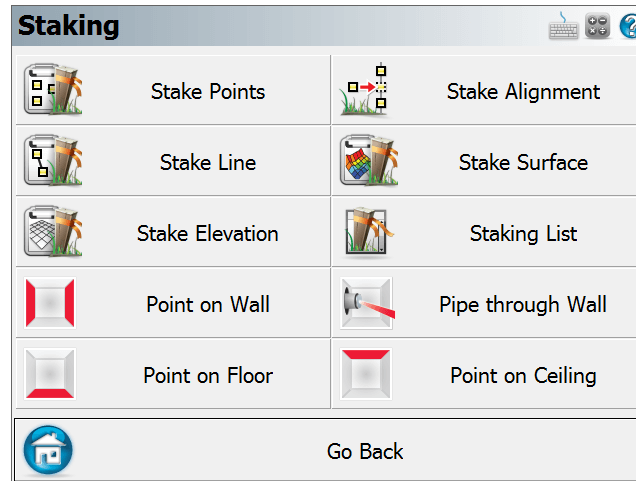 Staking
Stake Points
Stake Alignment
Stake Line
Stake Surface
Stake Elevation
Staking List
Point on Wall
Pipe through Wall
Point on Floor
Point on Ceiling
Go Back